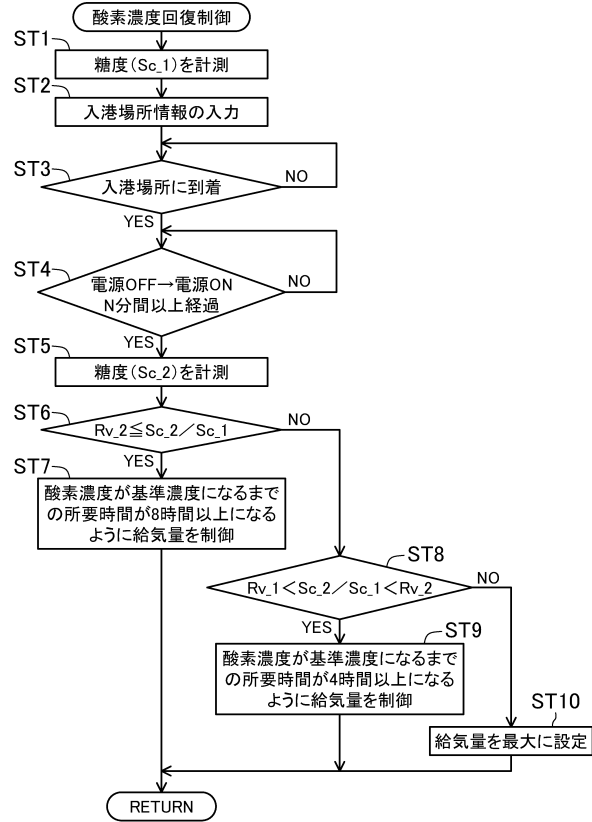 酸素濃度回復制御
ST1
糖度(Sc_1)を計測
ST2
入港場所情報の入力
ST3
入港場所に到着
NO
YES
ST4
電源OFF→電源ON
N分間以上経過
NO
YES
ST5
糖度(Sc_2)を計測
ST6
Rv_2≦Sc_2/Sc_1
NO
YES
ST7
酸素濃度が基準濃度になるまで
の所要時間が8時間以上になる
ように給気量を制御
ST8
Rv_1<Sc_2/Sc_1<Rv_2
NO
YES
ST9
酸素濃度が基準濃度になるまで
の所要時間が4時間以上になる
ように給気量を制御
ST10
給気量を最大に設定
RETURN